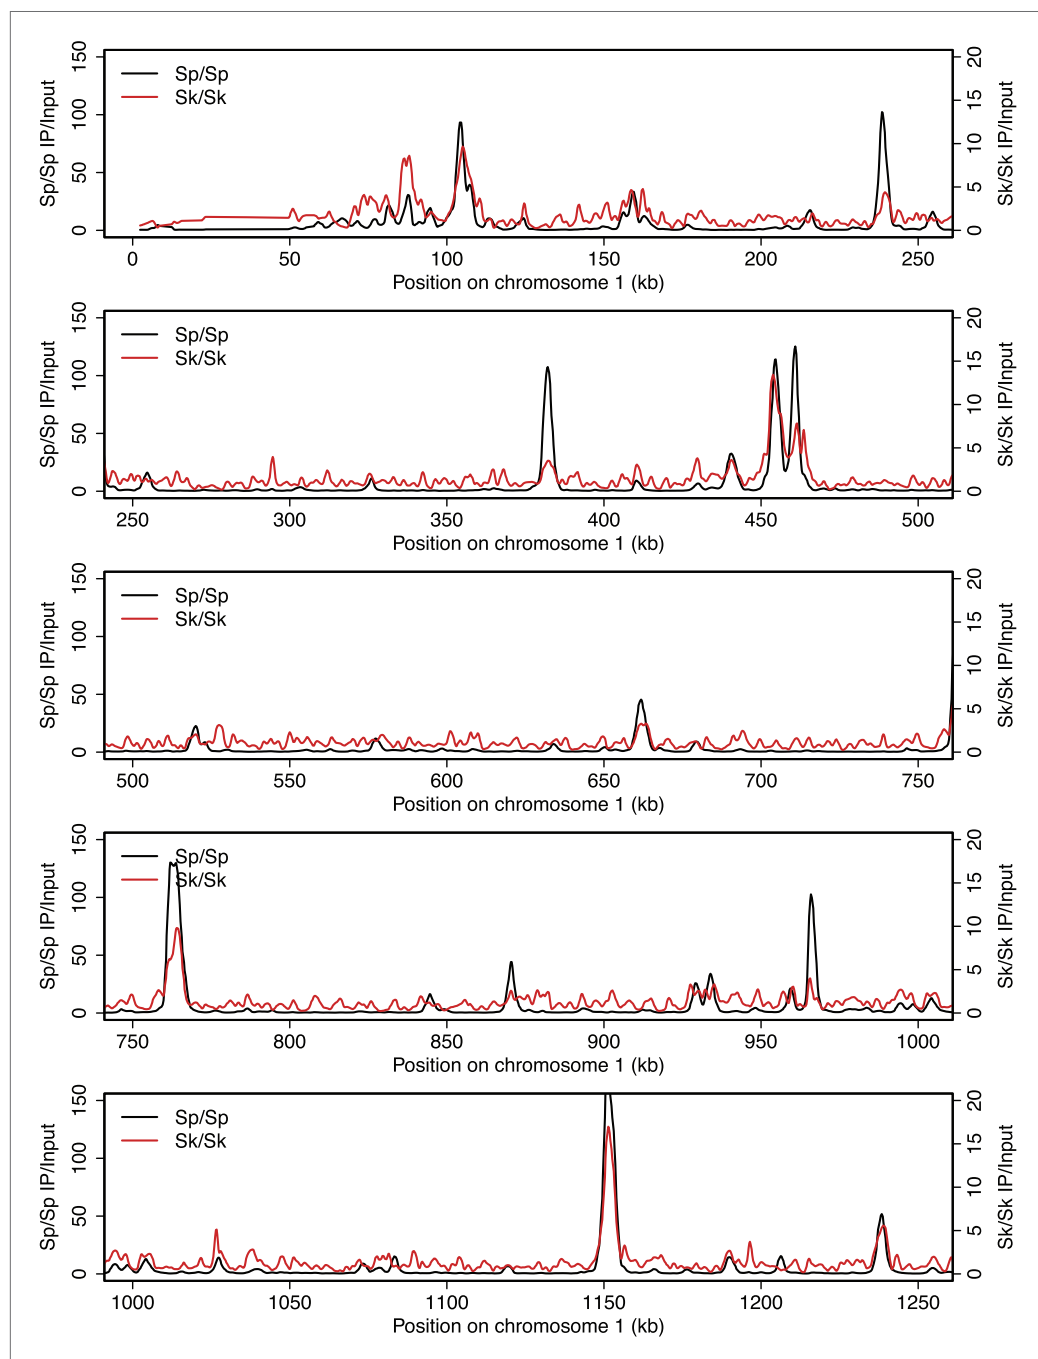 Sp/Sp IP/Input
0 50 100 150
Sp/Sp
Sk/Sk
0 5 10 15 20
Sk/Sk IP/Input
0 50 100 150 200 250
Position on chromosome 1 (kb)
Sp/Sp IP/Input
0 50 100 150
Sp/Sp
Sk/Sk
0 5 10 15 20
Sk/Sk IP/Input
250 300 350 400 450 500
Position on chromosome 1 (kb)
Sp/Sp IP/Input
0 50 100 150
Sp/Sp
Sk/Sk
0 5 10 15 20
Sk/Sk IP/Input
500 550 600 650 700 750
Position on chromosome 1 (kb)
Sp/Sp IP/Input
0 50 100 150
Sp/Sp
Sk/Sk
0 5 10 15 20
Sk/Sk IP/Input
750 800 850 900 950 1000
Position on chromosome 1 (kb)
Sp/Sp IP/Input
0 50 100 150
Sp/Sp
Sk/Sk
0 5 10 15 20
Sk/Sk IP/Input
1000 1050 1100 1150 1200 1250
Position on chromosome 1 (kb)